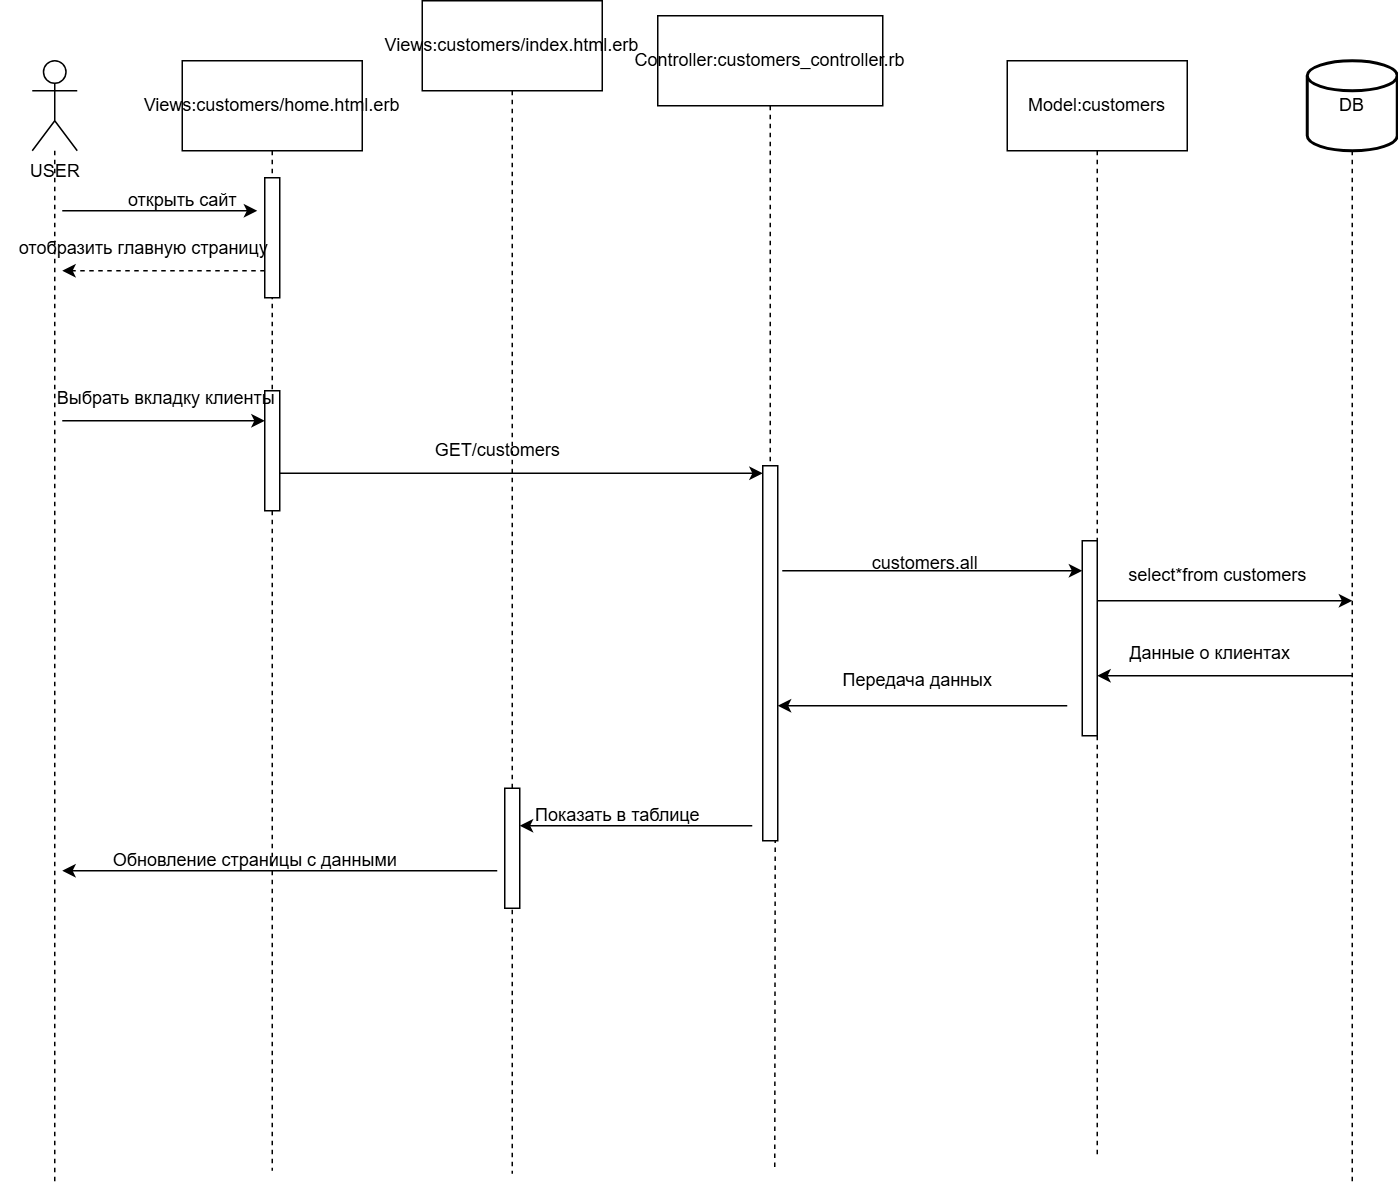 Views:customers/index.html.erb
Controller:customers_controller.rb
Views:customers/home.html.erb
Model:customers
DB
USER
открыть сайт
отобразить главную страницу
Выбрать вкладку клиенты
GET/customers
customers.all
select*from customers
Данные о клиентах
Передача данных
Показать в таблице
Обновление страницы с данными